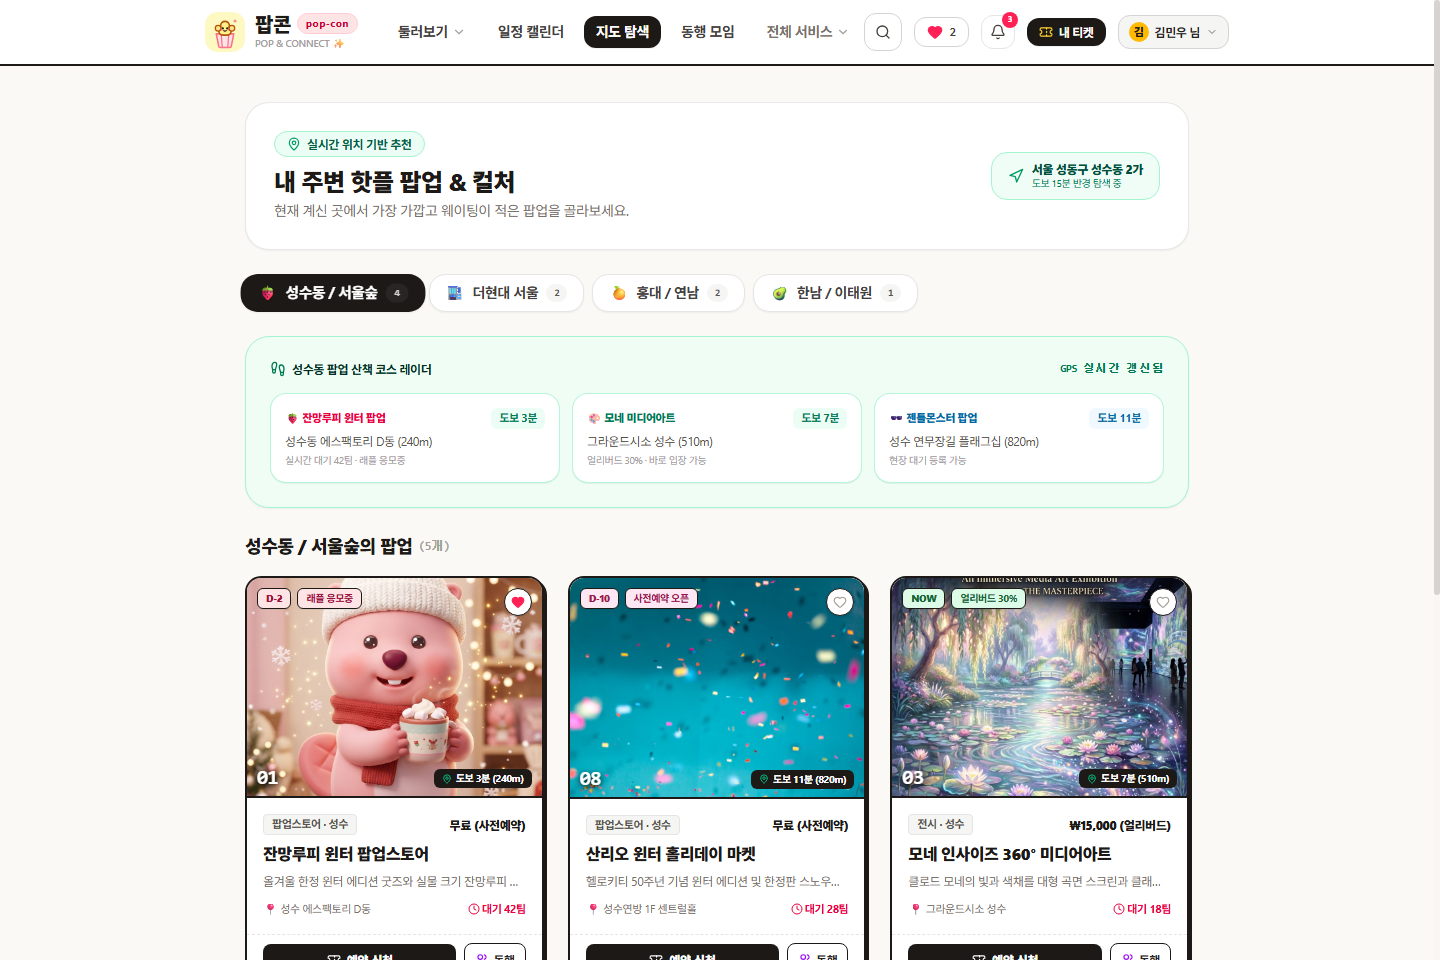 팝콘 pop-con
POP & CONNECT ✨
둘러보기 일정 캘린더 지도 탐색 동행 모임 전체 서비스 2 3 내 티켓 김 김민우 님
실시간 위치 기반 추천
내 주변 핫플 팝업 & 컬처
현재 계신 곳에서 가장 가깝고 웨이팅이 적은 팝업을 골라보세요.
서울 성동구 성수동 2가
도보 15분 반경 탐색 중
성수동 / 서울숲 4 더현대 서울 2 홍대 / 연남 2 한남 / 이태원 1
성수동 팝업 산책 코스 레이더 GPS 실시간 갱신됨
잔망루피 윈터 팝업 도보 3분
성수동 에스팩토리 D동 (240m)
실시간 대기 42팀 · 래플 응모중
모네 미디어아트 도보 7분
그라운드시소 성수 (510m)
얼리버드 30% · 바로 입장 가능
젠틀몬스터 팝업 도보 11분
성수 연무장길 플래그십 (820m)
현장 대기 등록 가능
성수동 / 서울숲의 팝업 (5개)
D-2 래플 응모중
01 도보 3분 (240m)
팝업스토어 · 성수 무료 (사전예약)
잔망루피 윈터 팝업스토어
올겨울 한정 윈터 에디션 굿즈와 실물 크기 잔망루피 ...
성수 에스팩토리 D동 대기 42팀
예약 신청 동행
D-10 사전예약 오픈
08 도보 11분 (820m)
팝업스토어 · 성수 무료 (사전예약)
산리오 윈터 홀리데이 마켓
헬로키티 50주년 기념 윈터 에디션 및 한정판 스노우...
성수연방 1F 센트럴홀 대기 28팀
예약 신청 동행
An Immersive Media Art Exhibition
THE MASTERPIECE
NOW 얼리버드 30%
03 도보 7분 (510m)
전시 · 성수 ₩15,000 (얼리버드)
모네 인사이즈 360° 미디어아트
클로드 모네의 빛과 색채를 대형 곡면 스크린과 클래...
그라운드시소 성수 대기 18팀
예약 신청 동행